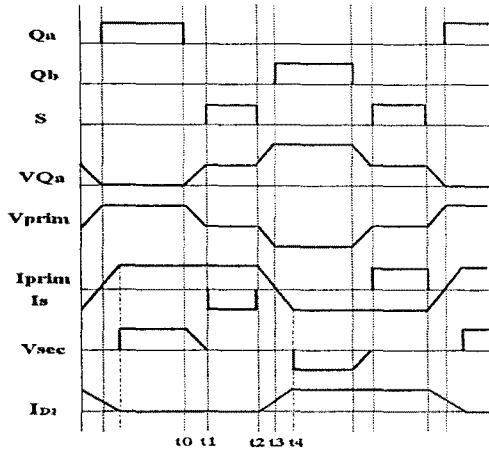 Qa
Qb
S
VQa
Vprim
Iprim
Is
Vsec
ID1
t0 t1 t2 t3 t4